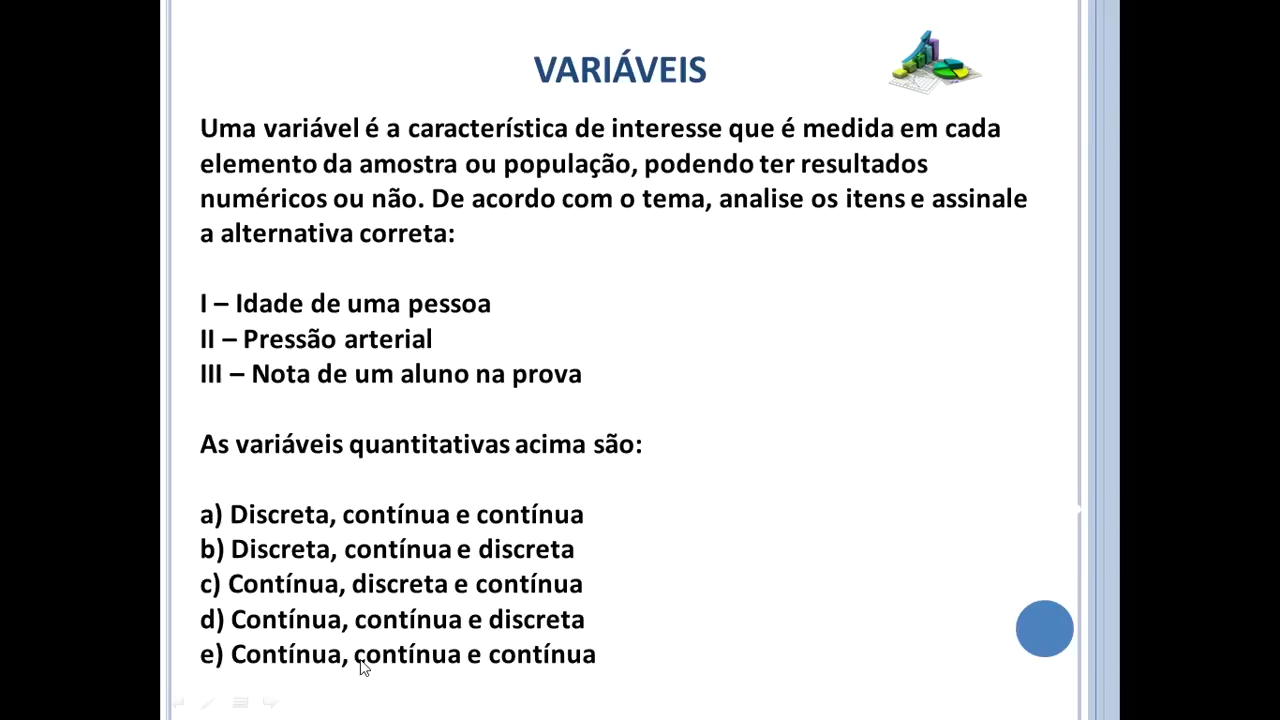 VARIÁVEIS
Uma variável é a característica de interesse que é medida em cada
elemento da amostra ou população, podendo ter resultados
numéricos ou não. De acordo com o tema, analise os itens e assinale
a alternativa correta:
I – Idade de uma pessoa
II – Pressão arterial
III – Nota de um aluno na prova
As variáveis quantitativas acima são:
a) Discreta, contínua e contínua
b) Discreta, contínua e discreta
c) Contínua, discreta e contínua
d) Contínua, contínua e discreta
e) Contínua, contínua e contínua